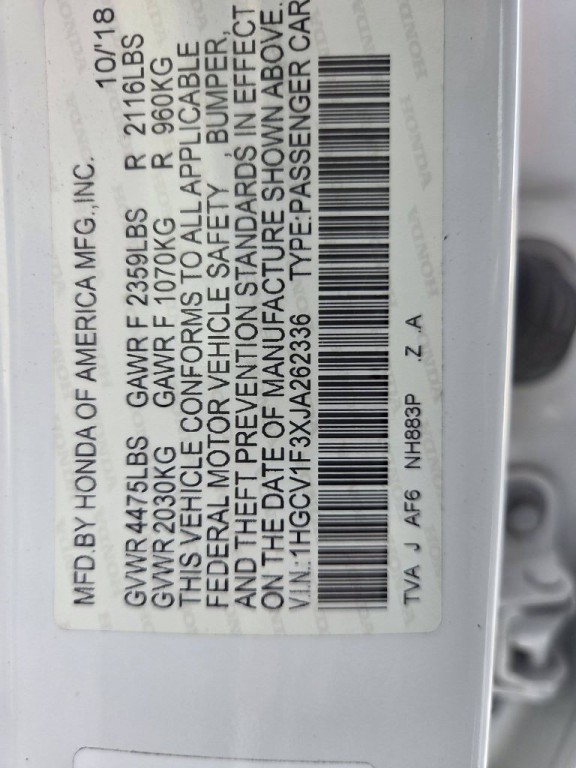 MFD.BY HONDA OF AMERICA MFG.,INC. 10/'18
GVWR 4475LBS GAWR F 2359LBS R 2116LBS
GVWR 2030KG GAWR F 1070KG R 960KG
THIS VEHICLE CONFORMS TO ALL APPLICABLE
FEDERAL MOTOR VEHICLE SAFETY , BUMPER,
AND THEFT PREVENTION STANDARDS IN EFFECT
ON THE DATE OF MANUFACTURE SHOWN ABOVE.
V.I.N.:1HGCV1F3XJA262336 TYPE:PASSENGER CAR
TVA J AF6 NH883P .Z .A